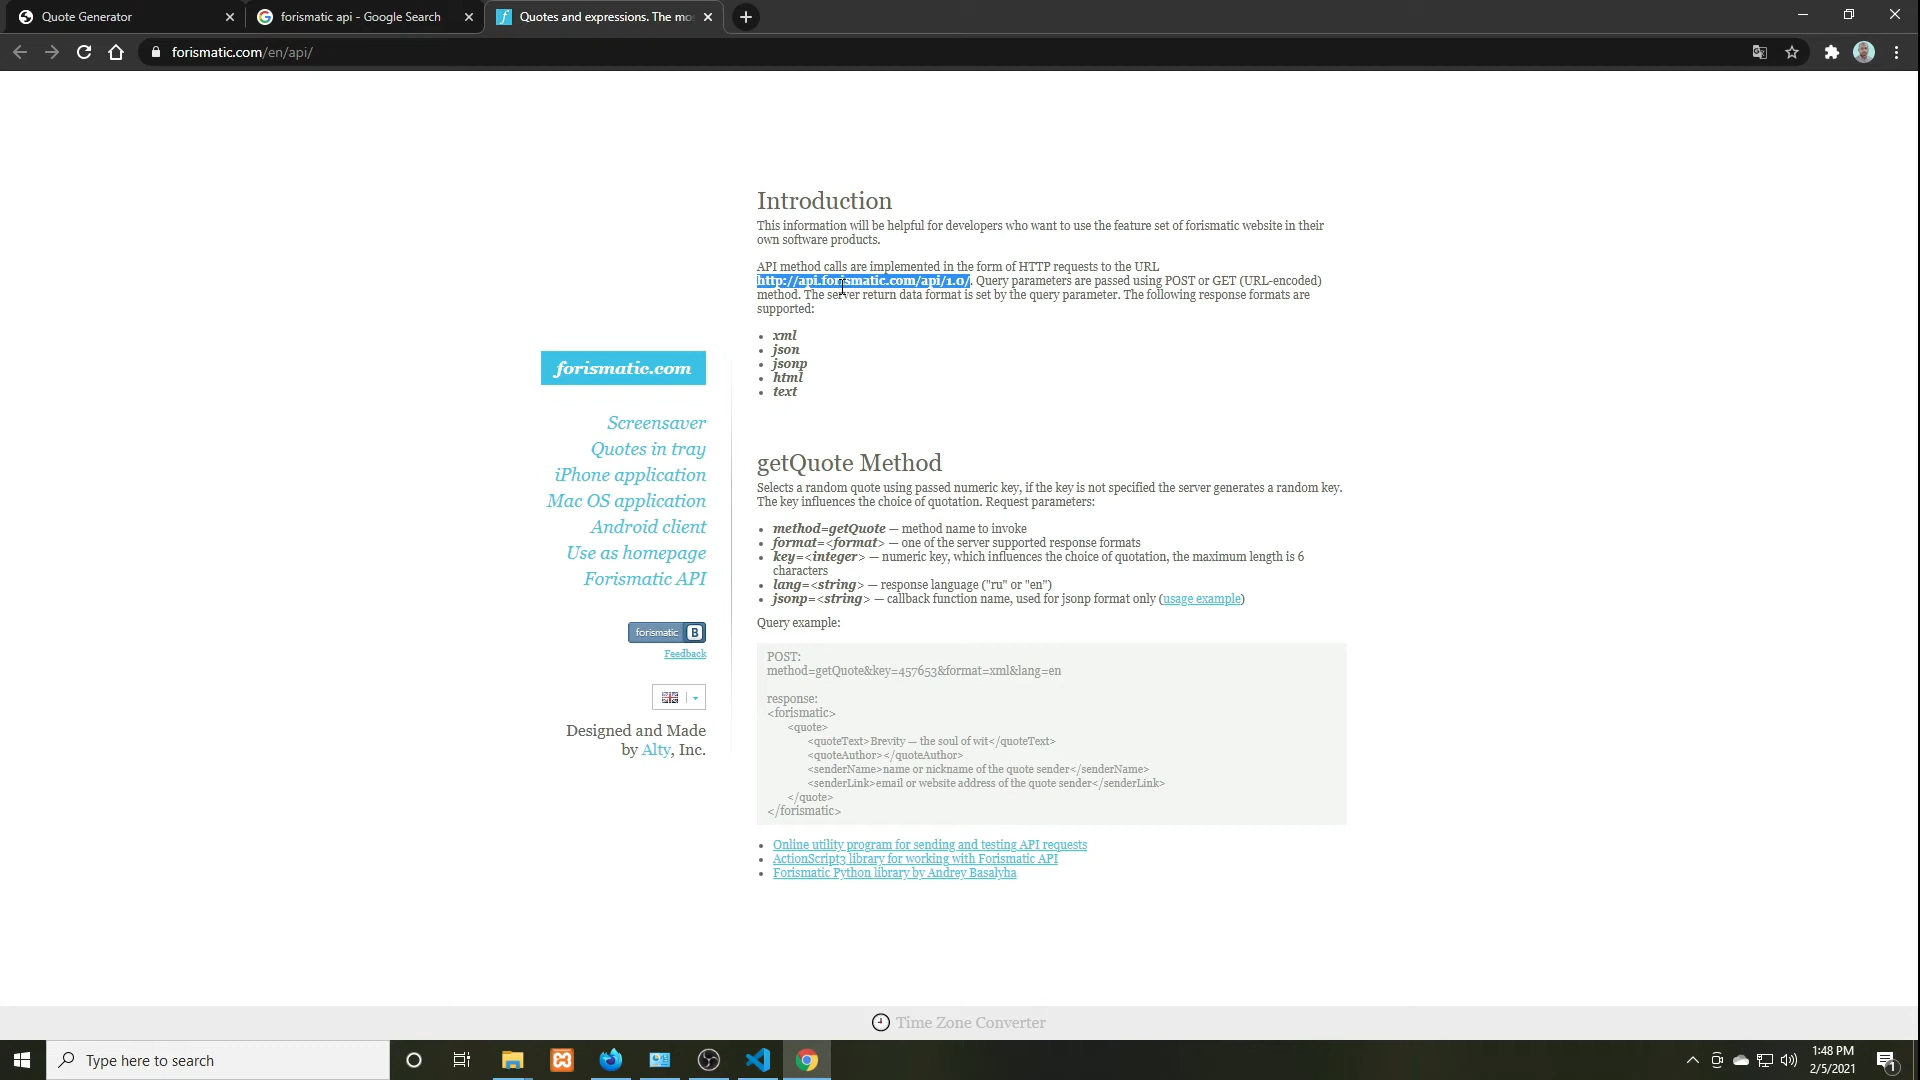 Quote Generator
forismatic api - Google Search
Quotes and expressions. The mo
forismatic.com/en/api/
Introduction
This information will be helpful for developers who want to use the feature set of forismatic website in their
own software products.
API method calls are implemented in the form of HTTP requests to the URL
http://api.forismatic.com/api/1.0/. Query parameters are passed using POST or GET (URL-encoded)
method. The server return data format is set by the query parameter. The following response formats are
supported:
xml
json
jsonp
html
text
forismatic.com
Screensaver
Quotes in tray
iPhone application
Mac OS application
Android client
Use as homepage
Forismatic API
forismatic B
Feedback
Designed and Made
by Alty, Inc.
getQuote Method
Selects a random quote using passed numeric key, if the key is not specified the server generates a random key.
The key influences the choice of quotation. Request parameters:
method=getQuote — method name to invoke
format=<format> — one of the server supported response formats
key=<integer> — numeric key, which influences the choice of quotation, the maximum length is 6
characters
lang=<string> — response language ("ru" or "en")
jsonp=<string> — callback function name, used for jsonp format only (usage example)
Query example:
POST:
method=getQuote&key=457653&format=xml&lang=en
response:
<forismatic>
<quote>
<quoteText>Brevity — the soul of wit</quoteText>
<quoteAuthor></quoteAuthor>
<senderName>name or nickname of the quote sender</senderName>
<senderLink>email or website address of the quote sender</senderLink>
</quote>
</forismatic>
Online utility program for sending and testing API requests
ActionScript3 library for working with Forismatic API
Forismatic Python library by Andrey Basalyha
Time Zone Converter
Type here to search
1:48 PM
2/5/2021
1